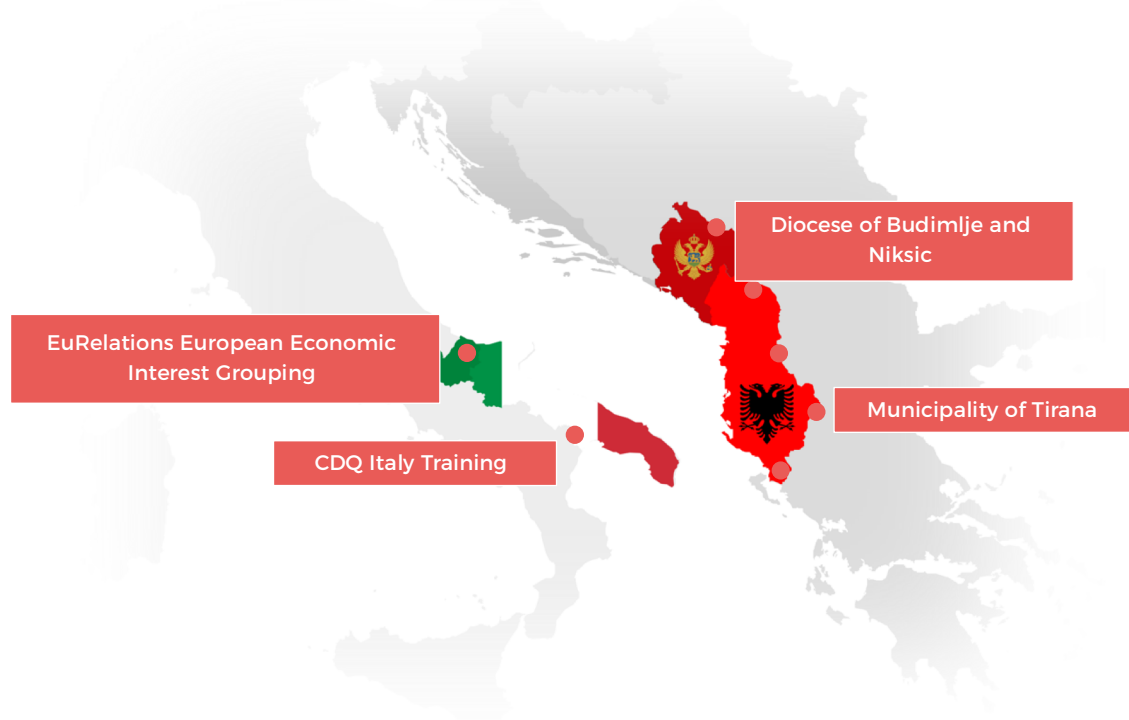 Diocese of Budimlje and
Niksic
EuRelations European Economic
Interest Grouping
Municipality of Tirana
CDQ Italy Training